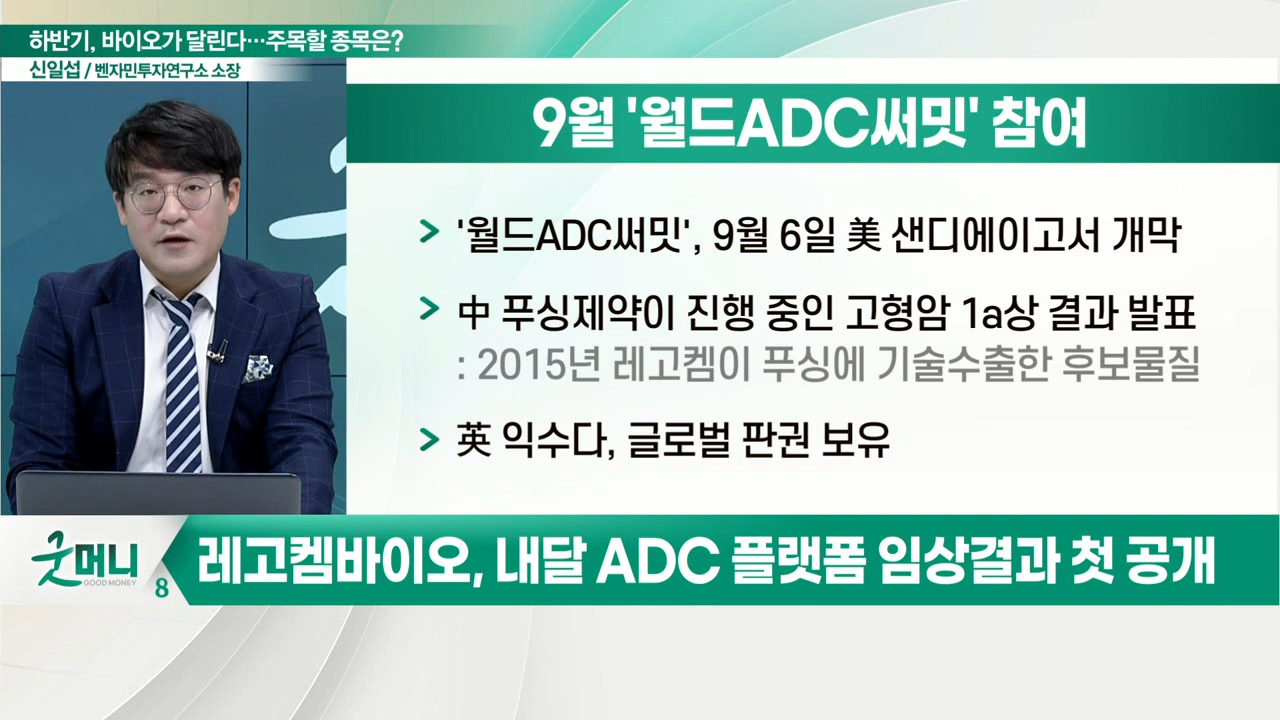 하반기, 바이오가 달린다…주목할 종목은?
신일섭 / 벤자민투자연구소 소장
9월 '월드ADC써밋' 참여
> '월드ADC써밋', 9월 6일 美 샌디에이고서 개막
> 中 푸싱제약이 진행 중인 고형암 1a상 결과 발표
: 2015년 레고켐이 푸싱에 기술수출한 후보물질
> 英 익수다, 글로벌 판권 보유
굿머니
GOOD MONEY
8
레고켐바이오, 내달 ADC 플랫폼 임상결과 첫 공개